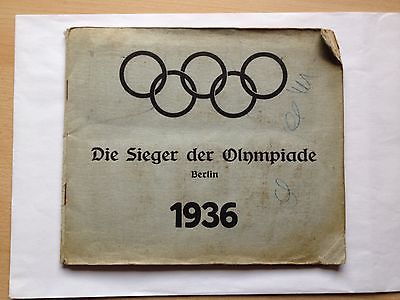 Die Sieger der Olympiade
Berlin
1936